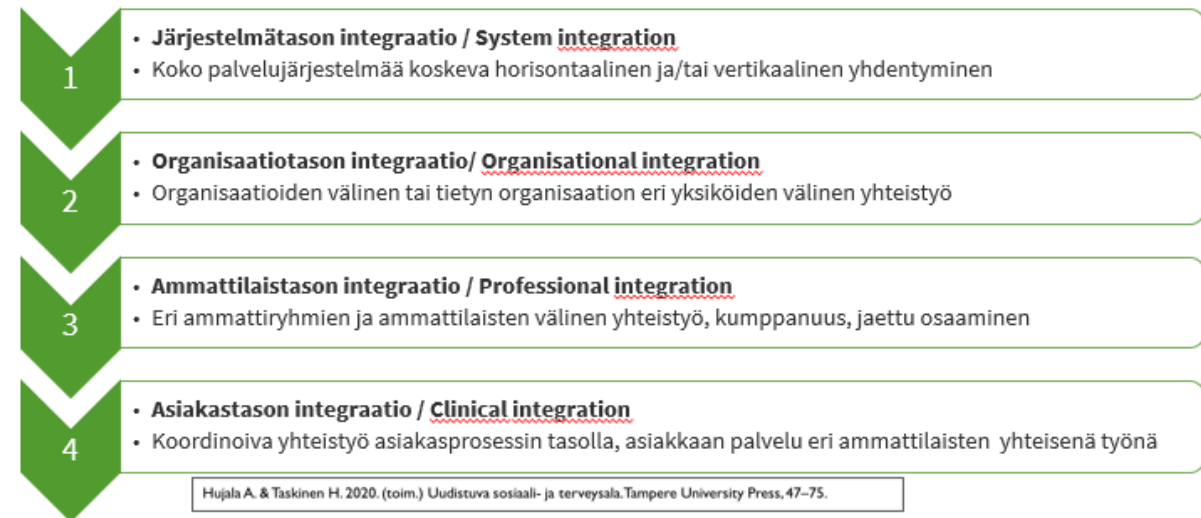 1
• Järjestelmätason integraatio / System integration
• Koko palvelujärjestelmää koskeva horisontaalinen ja/tai vertikaalinen yhdentyminen
2
• Organisaatiotason integraatio/ Organisational integration
• Organisaatioiden välinen tai tietyn organisaation eri yksiköiden välinen yhteistyö
3
• Ammattilaistason integraatio / Professional integration
• Eri ammattiryhmien ja ammattilaisten välinen yhteistyö, kumppanuus, jaettu osaaminen
4
• Asiakastason integraatio / Clinical integration
• Koordinoiva yhteistyö asiakasprosessin tasolla, asiakkaan palvelu eri ammattilaisten  yhteisenä työnä
Hujala A. & Taskinen H. 2020. (toim.) Uudistuva sosiaali- ja terveysala. Tampere University Press, 47–75.